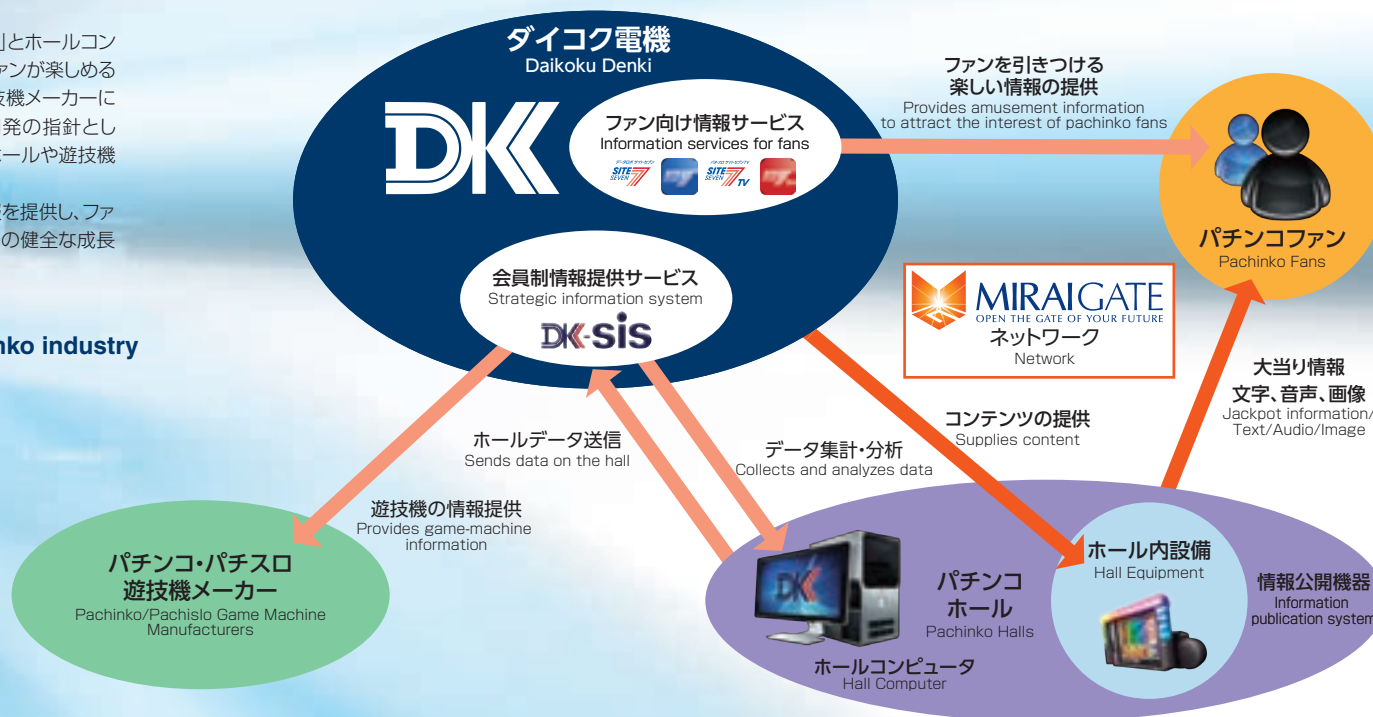 」とホールコン
ァンが楽しめる
技機メーカーに
発の指針とし
ホールや遊技機
報を提供し、ファ
の健全な成長
nko industry
ダイコク電機
Daikoku Denki
DK
ファン向け情報サービス
Information services for fans
SITE SEVEN
SITE SEVEN TV
会員制情報提供サービス
Strategic information system
DK-SIS
ファンを引きつける
楽しい情報の提供
Provides amusement information
to attract the interest of pachinko fans
パチンコファン
Pachinko Fans
MIRAIGATE
OPEN THE GATE OF YOUR FUTURE
ネットワーク
Network
大当り情報
文字、音声、画像
Jackpot information/
Text/Audio/Image
コンテンツの提供
Supplies content
ホールデータ送信
Sends data on the hall
データ集計・分析
Collects and analyzes data
遊技機の情報提供
Provides game-machine
information
パチンコ・パチスロ
遊技機メーカー
Pachinko/Pachislo Game Machine
Manufacturers
DK
パチンコ
ホール
Pachinko Halls
ホールコンピュータ
Hall Computer
ホール内設備
Hall Equipment
情報公開機器
Information
publication system